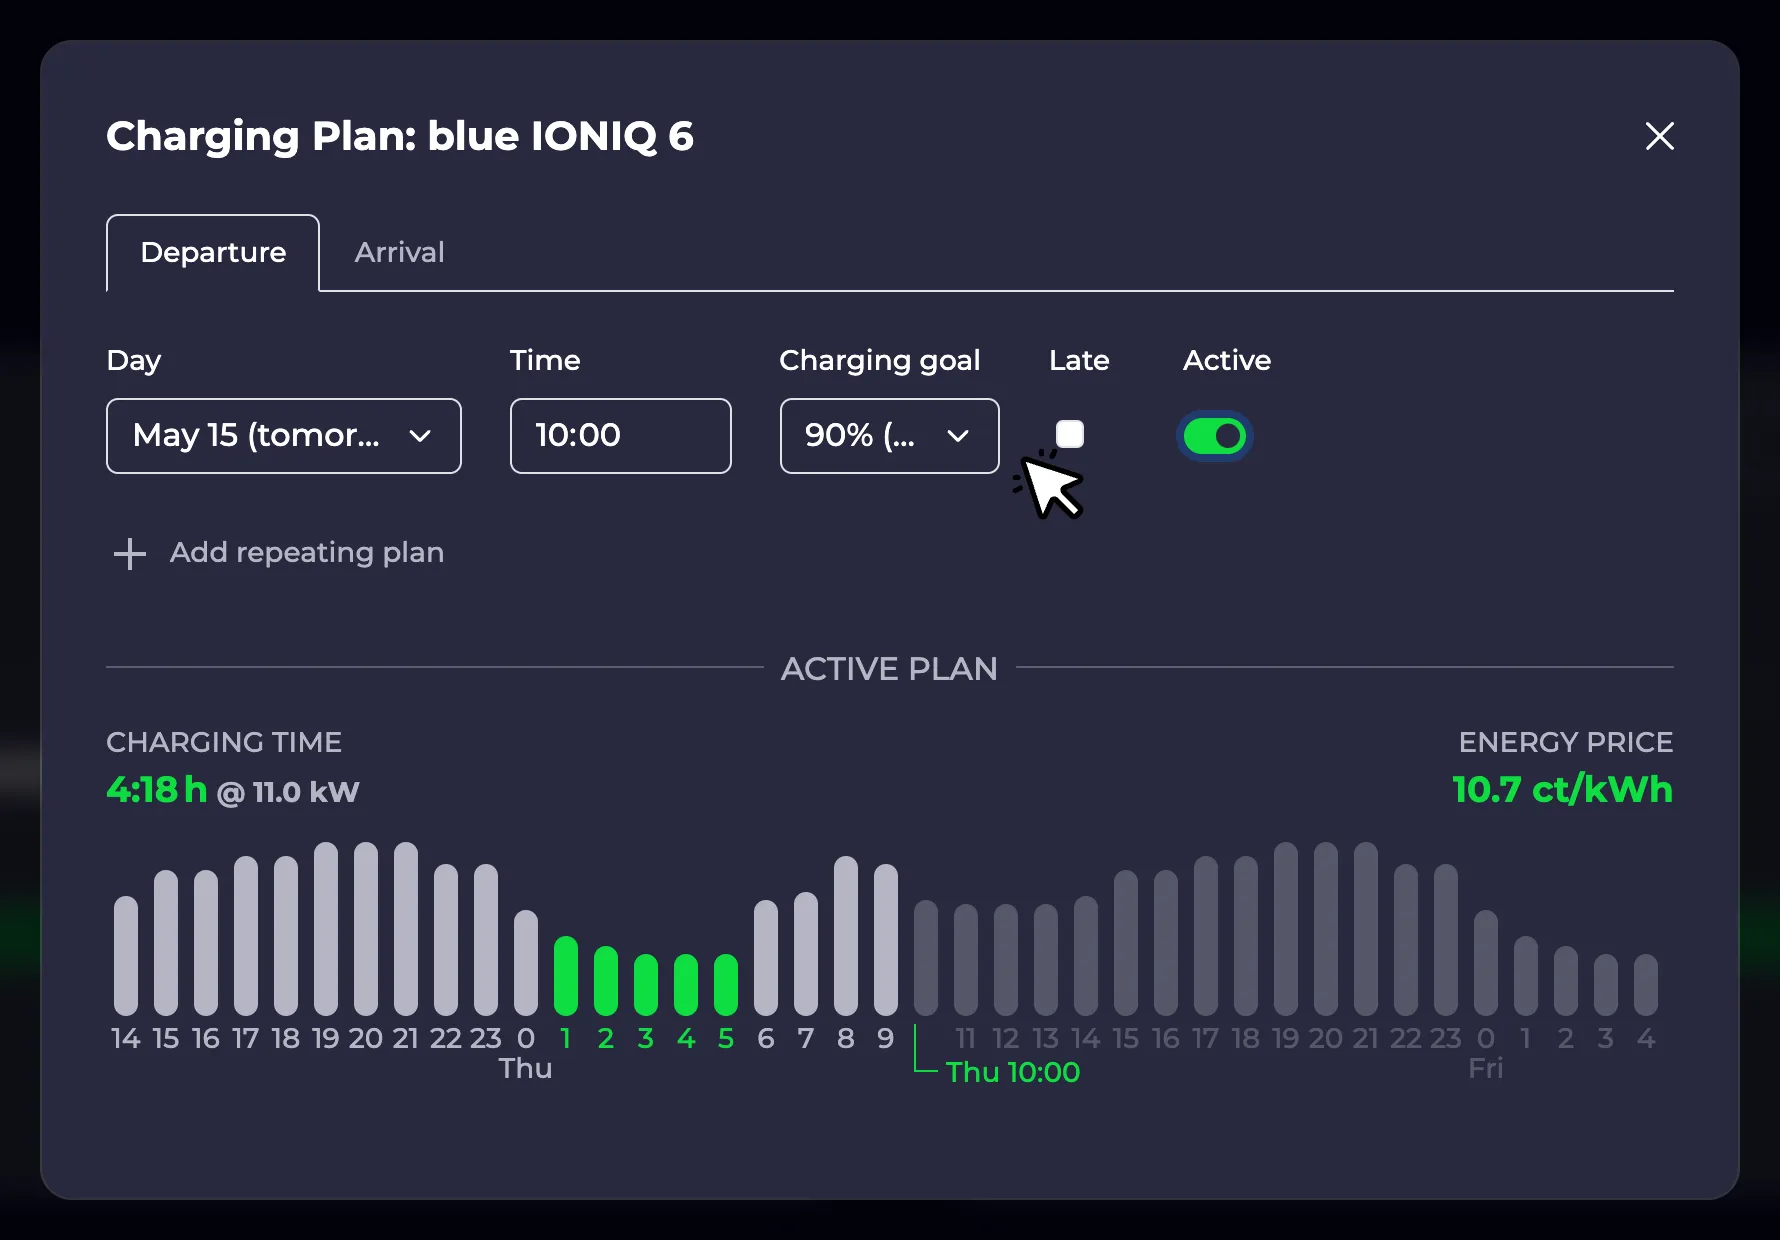 Charging Plan: blue IONIQ 6
Departure Arrival
Day Time Charging goal Late Active
May 15 (tomor... 10:00 90% (...
Add repeating plan
ACTIVE PLAN
CHARGING TIME ENERGY PRICE
4:18 h @ 11.0 kW 10.7 ct/kWh
14 15 16 17 18 19 20 21 22 23 0 1 2 3 4 5 6 7 8 9 11 12 13 14 15 16 17 18 19 20 21 22 23 0 1 2 3 4
Thu Thu 10:00 Fri